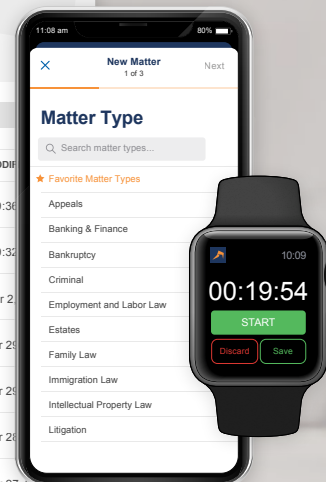 11:08 am
80%
New Matter
1 of 3
Next
Matter Type
Search matter types...
Favorite Matter Types
Appeals
Banking & Finance
Bankruptcy
Criminal
Employment and Labor Law
Estates
Family Law
Immigration Law
Intellectual Property Law
Litigation
10:09
00:19:54
START
Discard
Save